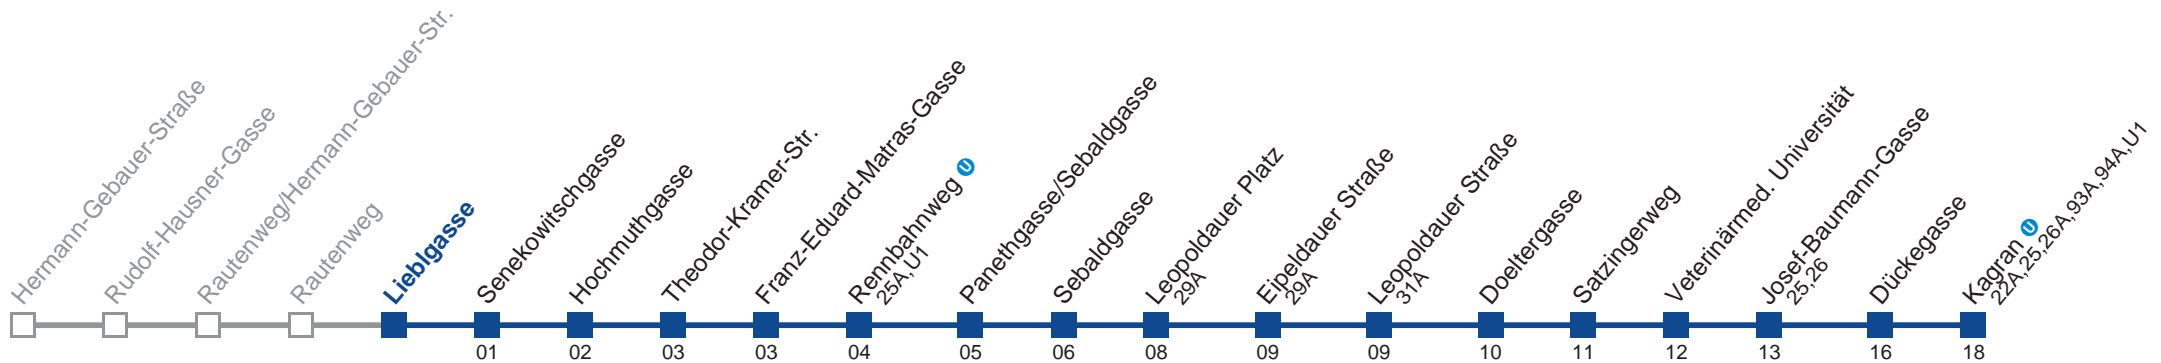 Hermann-Gebauer-Straße
Rudolf-Hausner-Gasse
Rautenweg/Hermann-Gebauer-Str.
Rautenweg
Lieblgasse
Senekowitschgasse
01
Hochmuthgasse
02
Theodor-Kramer-Str.
03
Franz-Eduard-Matras-Gasse
03
Rennbahnweg U
25A,U1
04
Panethgasse/Sebaldgasse
05
Sebaldgasse
06
Leopoldauer Platz
29A
08
Eipeldauer Straße
29A
09
Leopoldauer Straße
31A
09
Doeltergasse
10
Satzingerweg
11
Veterinärmed. Universität
12
Josef-Baumann-Gasse
25,26
13
Dückegasse
16
Kagran U
22A,25,26A,93A,94A,U1
18